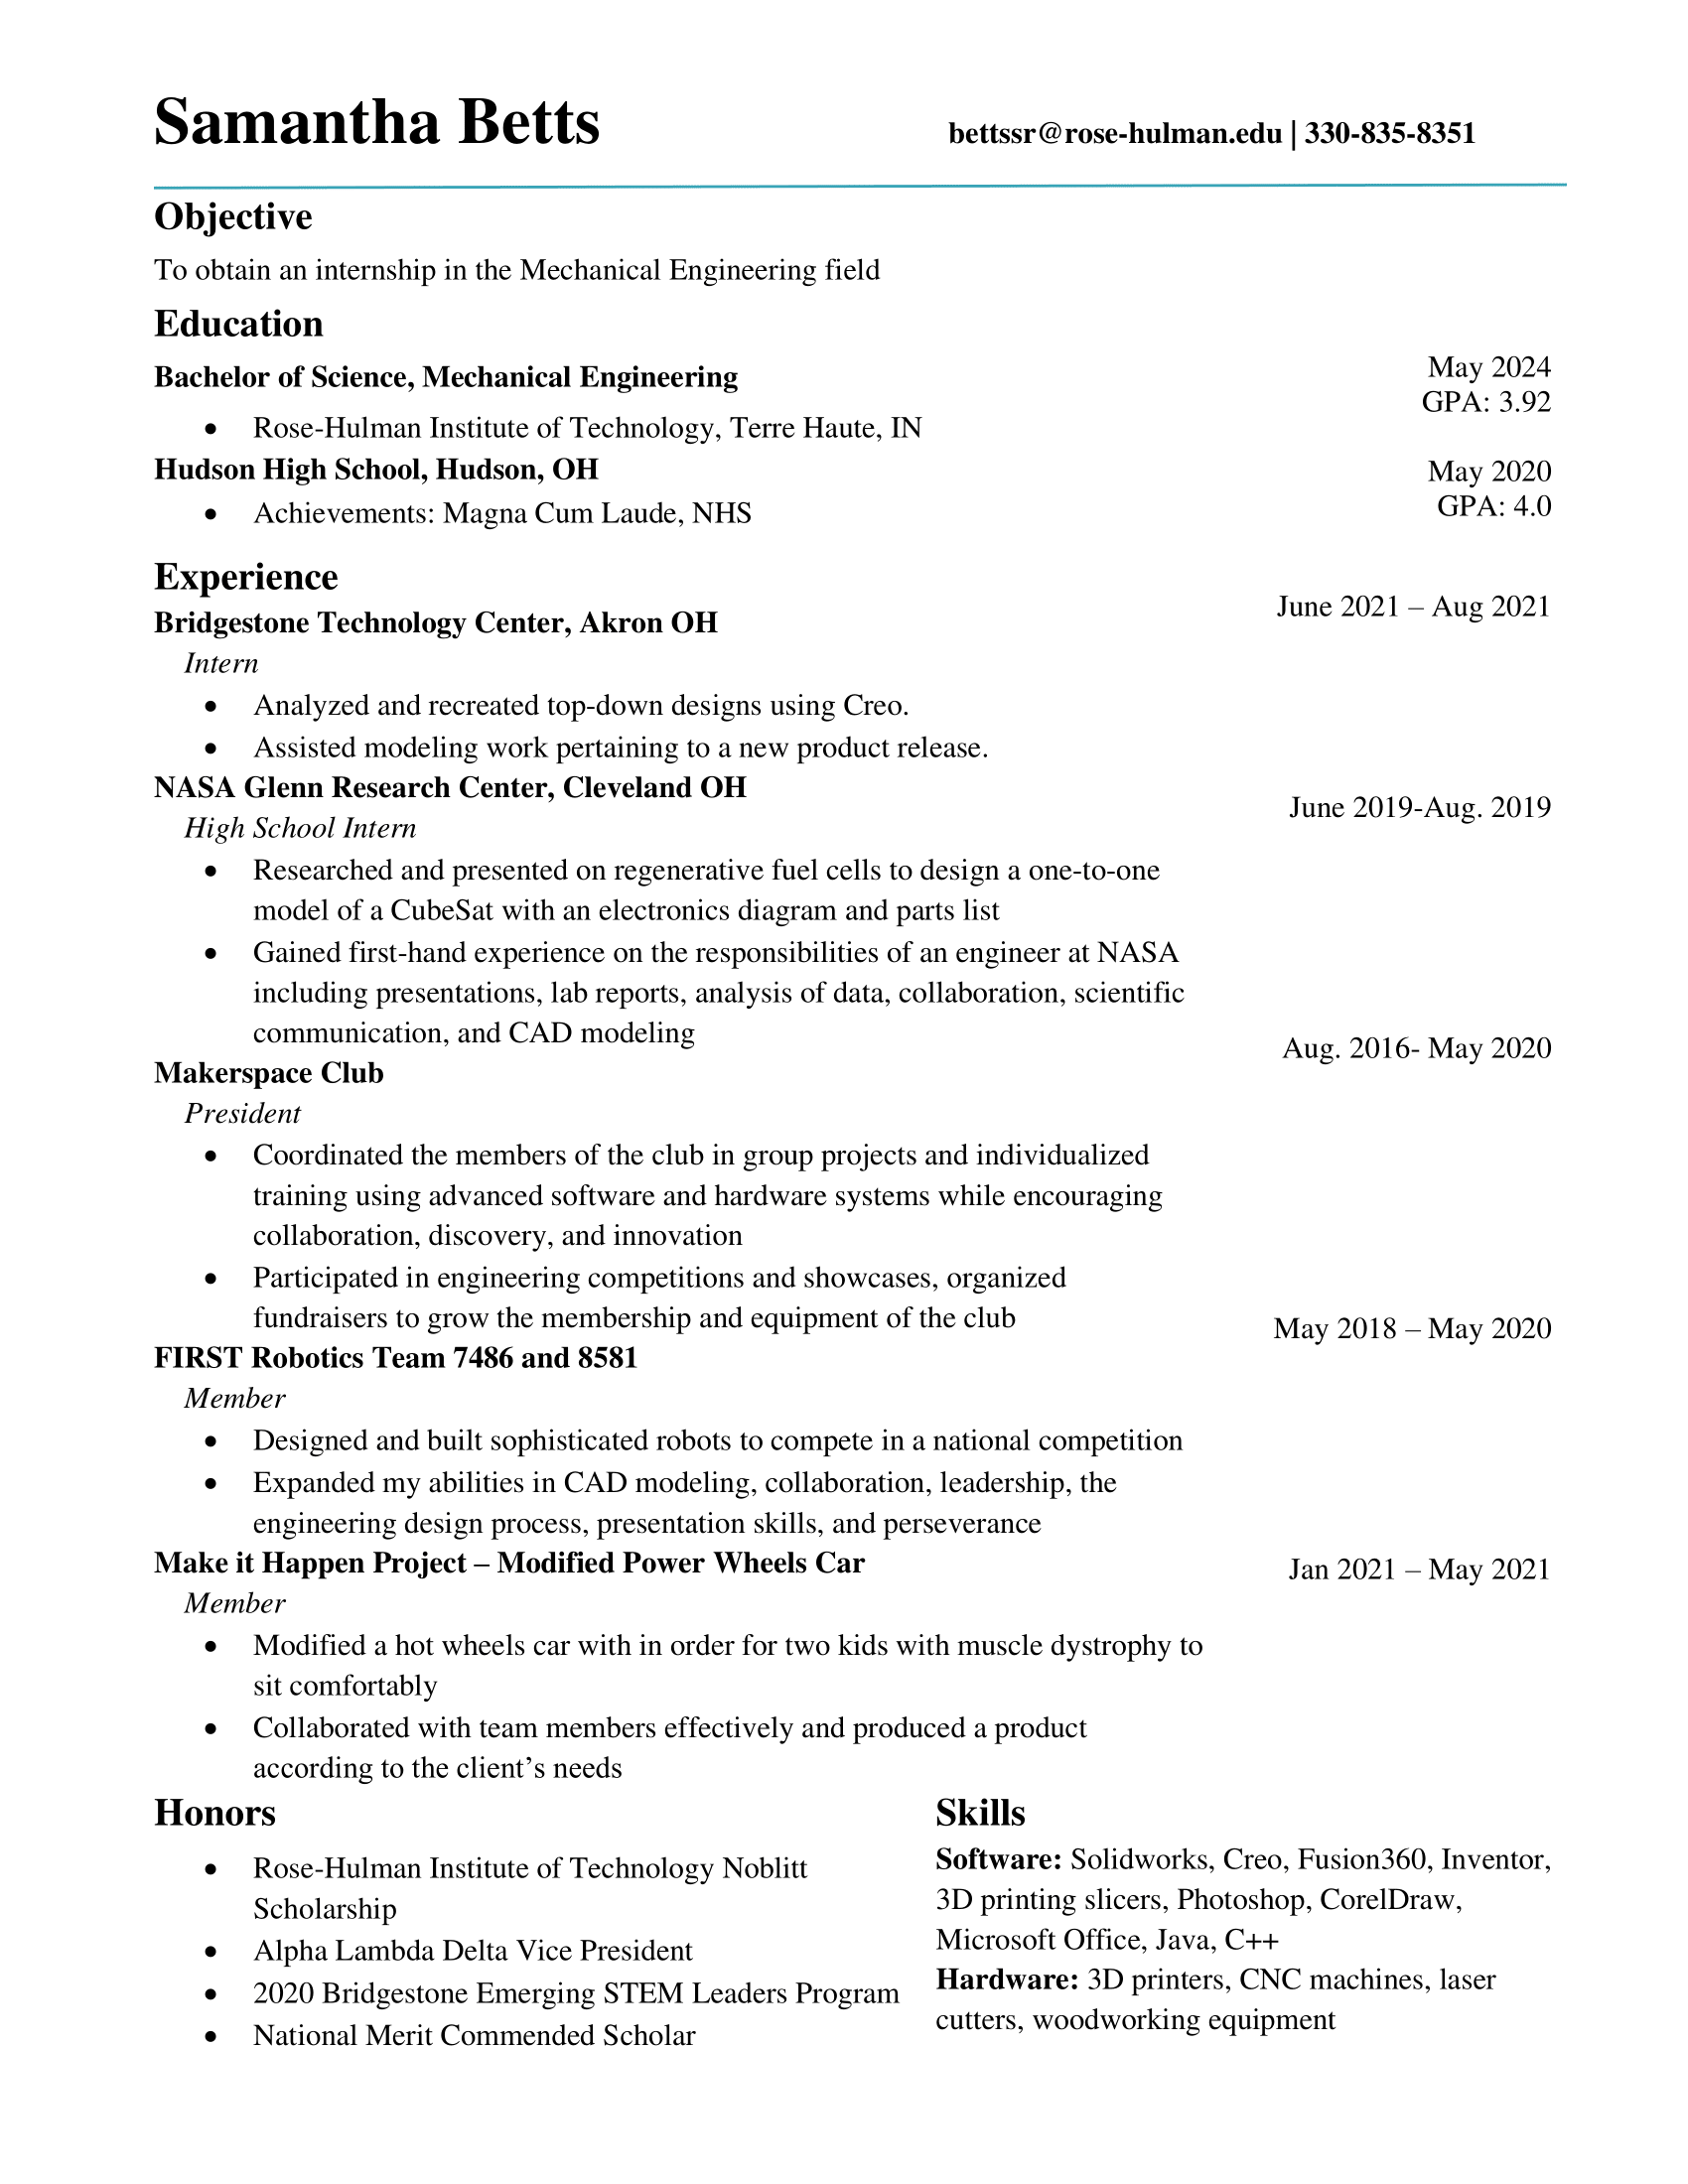 Samantha Betts
bettssr@rose-hulman.edu | 330-835-8351
Objective
To obtain an internship in the Mechanical Engineering field
Education
Bachelor of Science, Mechanical Engineering
May 2024
GPA: 3.92
• Rose-Hulman Institute of Technology, Terre Haute, IN
Hudson High School, Hudson, OH
May 2020
GPA: 4.0
• Achievements: Magna Cum Laude, NHS
Experience
Bridgestone Technology Center, Akron OH
June 2021 – Aug 2021
Intern
• Analyzed and recreated top-down designs using Creo.
• Assisted modeling work pertaining to a new product release.
NASA Glenn Research Center, Cleveland OH
June 2019-Aug. 2019
High School Intern
• Researched and presented on regenerative fuel cells to design a one-to-one
model of a CubeSat with an electronics diagram and parts list
• Gained first-hand experience on the responsibilities of an engineer at NASA
including presentations, lab reports, analysis of data, collaboration, scientific
communication, and CAD modeling
Makerspace Club
Aug. 2016- May 2020
President
• Coordinated the members of the club in group projects and individualized
training using advanced software and hardware systems while encouraging
collaboration, discovery, and innovation
• Participated in engineering competitions and showcases, organized
fundraisers to grow the membership and equipment of the club
FIRST Robotics Team 7486 and 8581
May 2018 – May 2020
Member
• Designed and built sophisticated robots to compete in a national competition
• Expanded my abilities in CAD modeling, collaboration, leadership, the
engineering design process, presentation skills, and perseverance
Make it Happen Project – Modified Power Wheels Car
Jan 2021 – May 2021
Member
• Modified a hot wheels car with in order for two kids with muscle dystrophy to
sit comfortably
• Collaborated with team members effectively and produced a product
according to the client’s needs
Honors
• Rose-Hulman Institute of Technology Noblitt
Scholarship
• Alpha Lambda Delta Vice President
• 2020 Bridgestone Emerging STEM Leaders Program
• National Merit Commended Scholar
Skills
Software: Solidworks, Creo, Fusion360, Inventor,
3D printing slicers, Photoshop, CorelDraw,
Microsoft Office, Java, C++
Hardware: 3D printers, CNC machines, laser
cutters, woodworking equipment